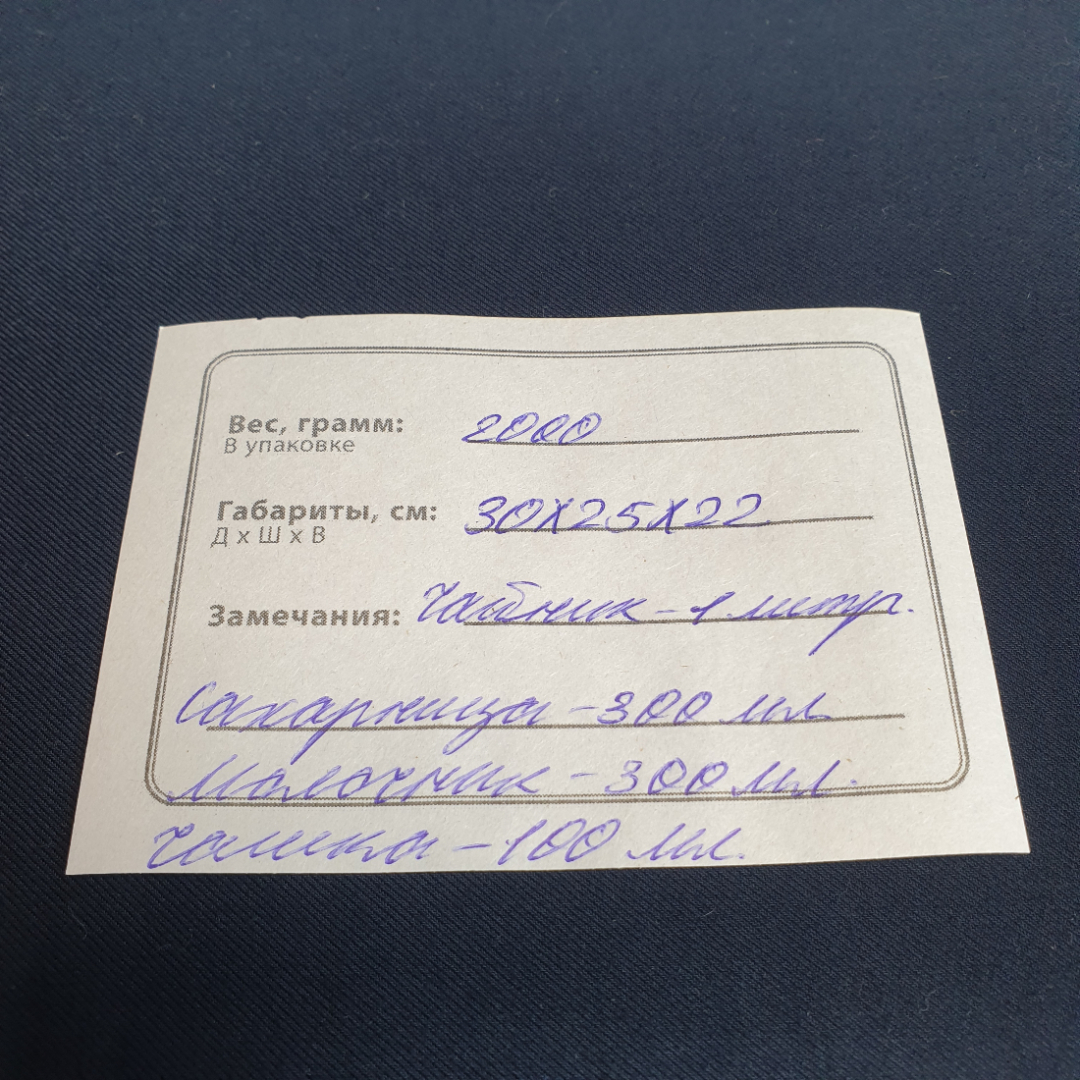 Вес, грамм: 2000
В упаковке
Габариты, см: 30X25X22
Д х Ш х В
Замечания: Чайник - 1 литр.
Сахарница - 300 мл
Молочник - 300 мл.
Чашка - 100 мл.